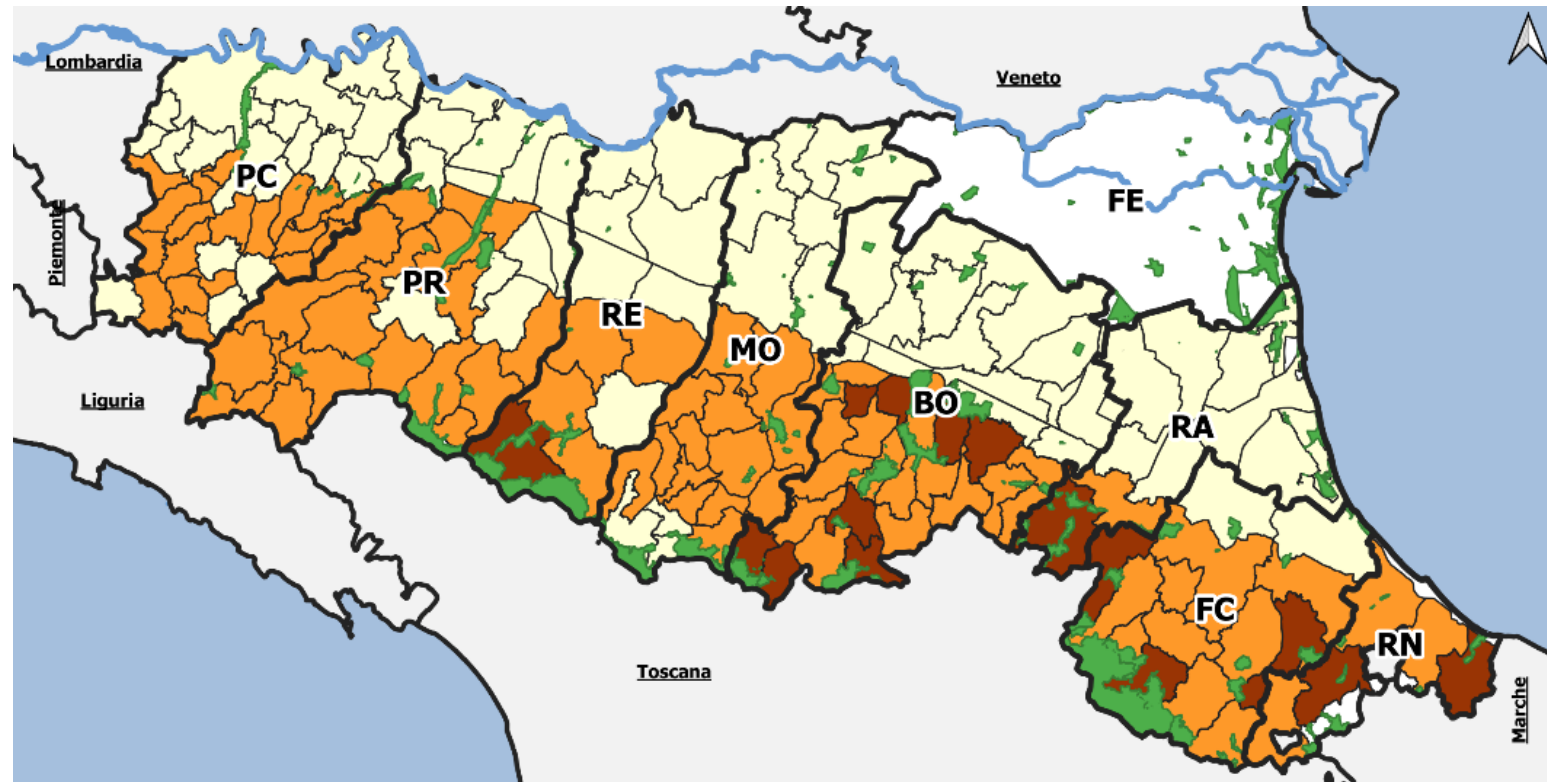 Lombardia
Veneto
Piemonte
PC
FE
PR
RE
MO
Liguria
BO
RA
FC
RN
Toscana
Marche